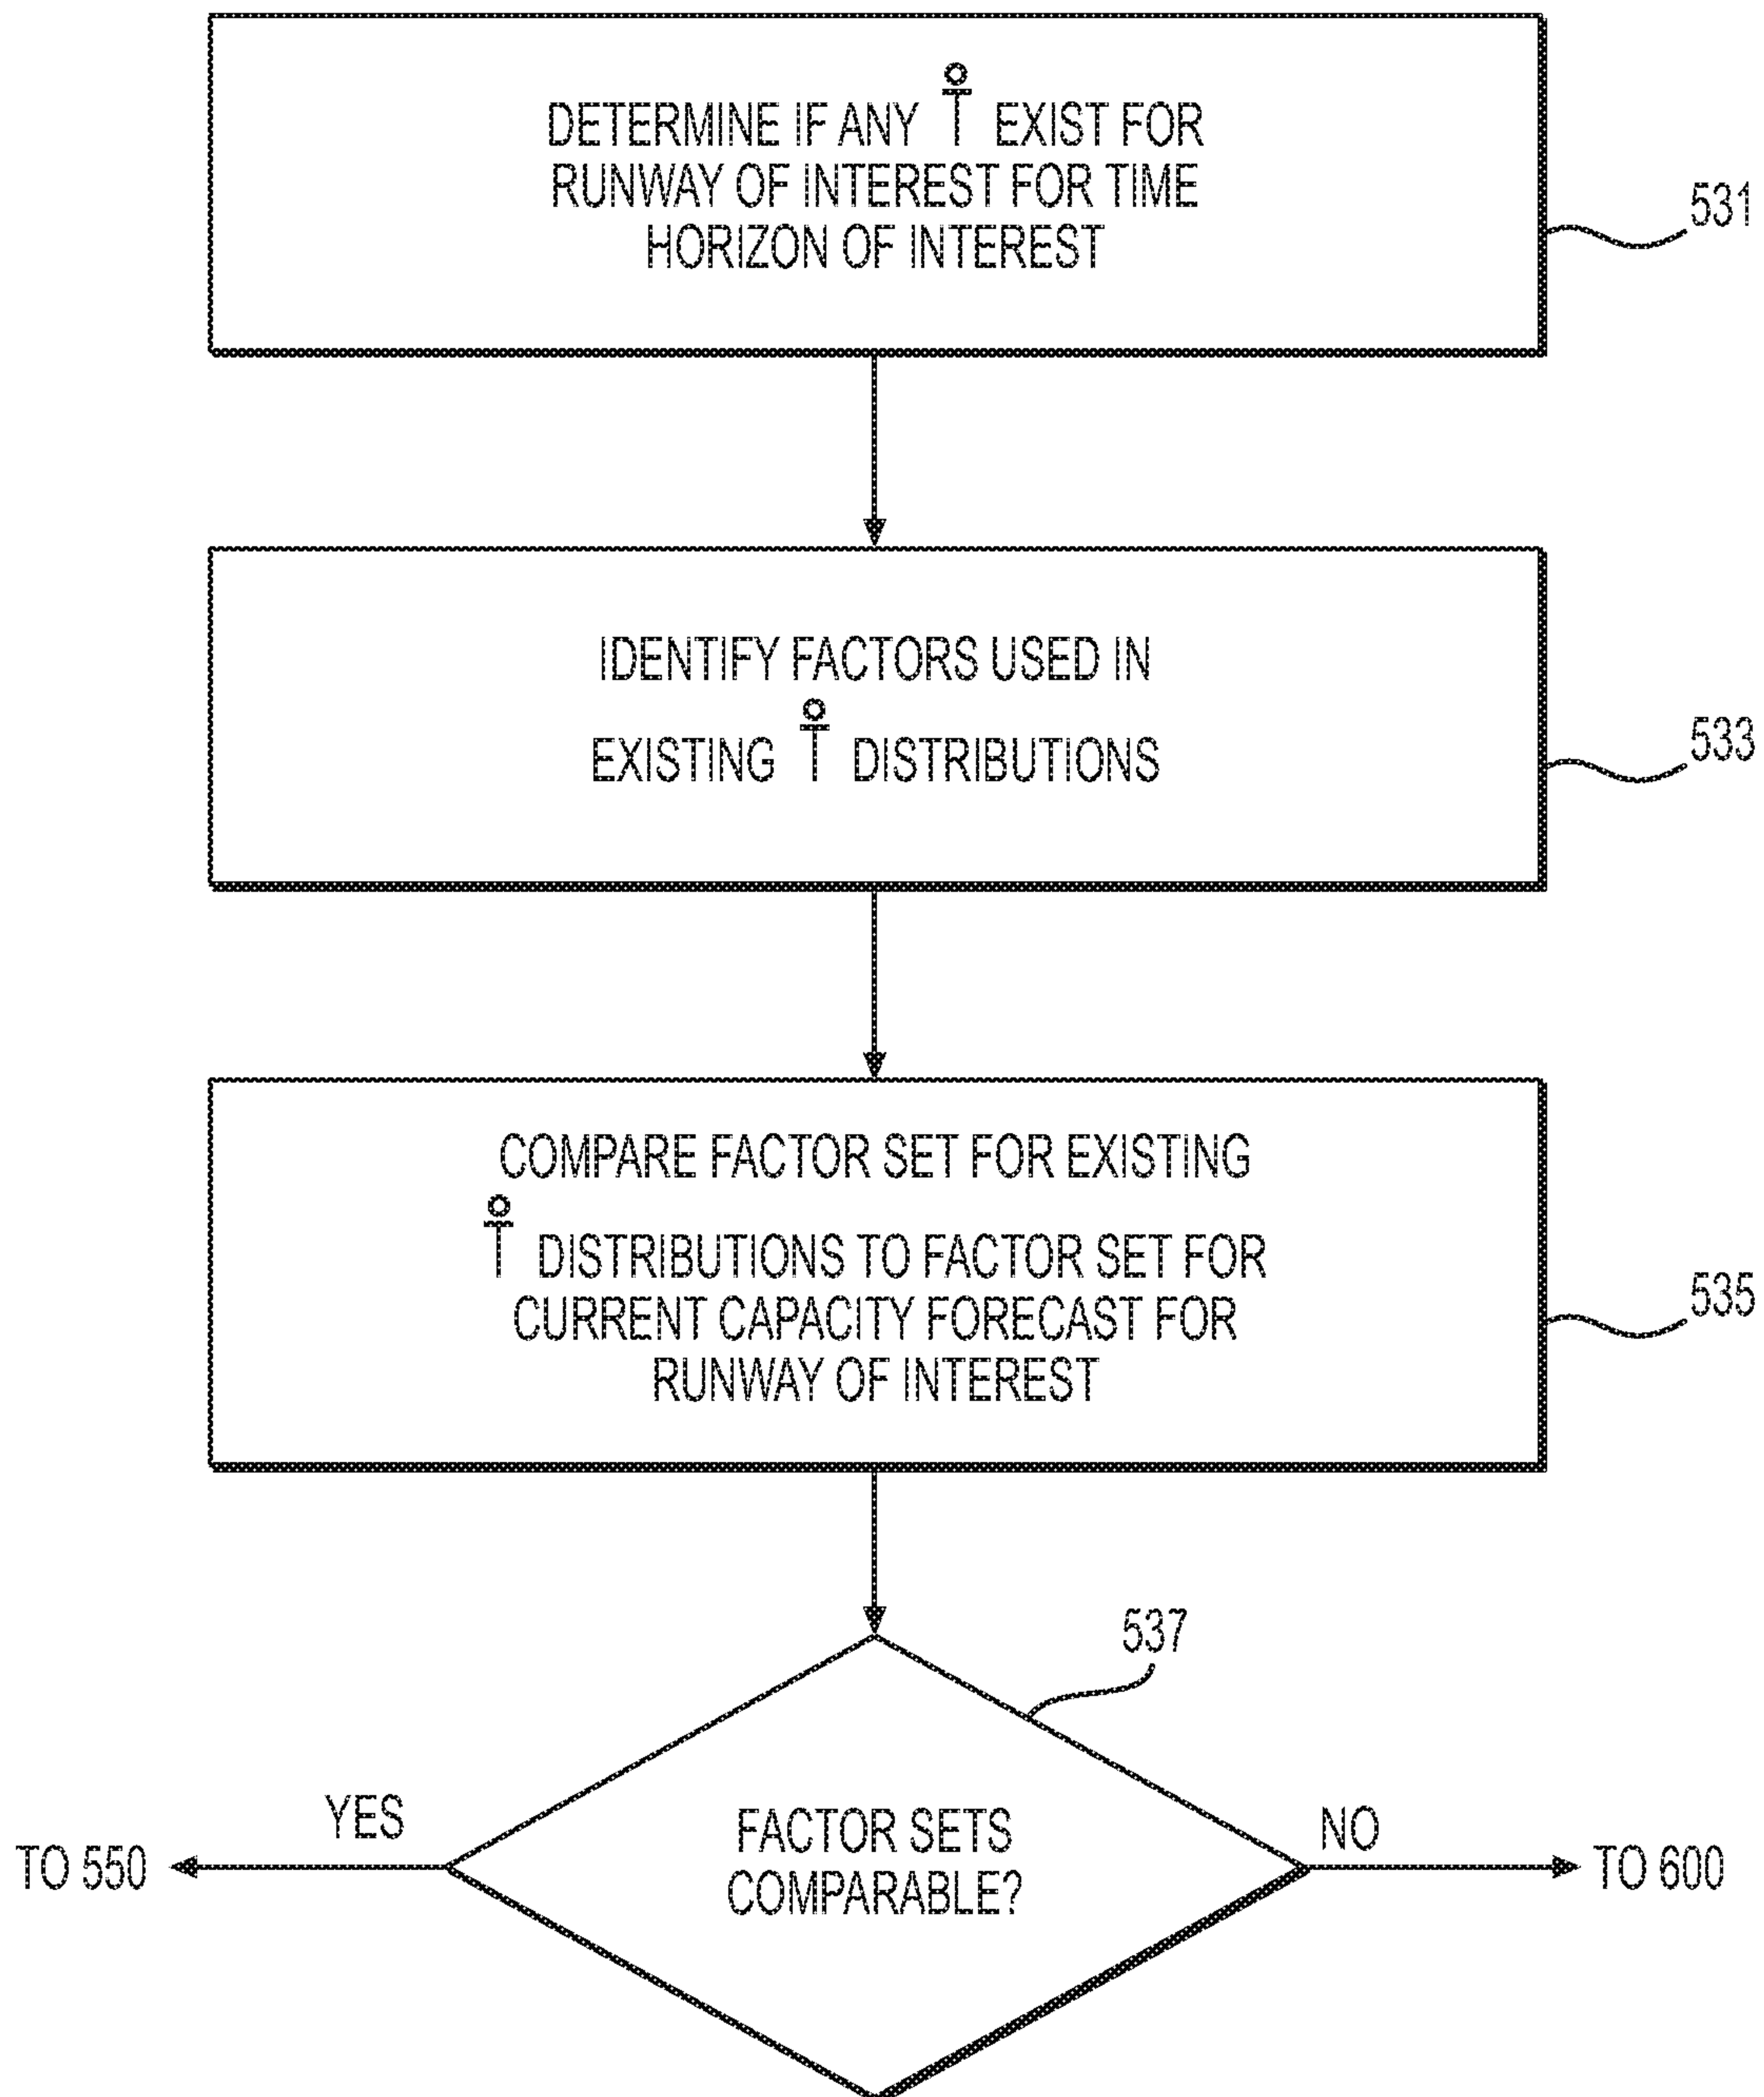 DETERMINE IF ANY T̊ EXIST FOR
RUNWAY OF INTEREST FOR TIME
HORIZON OF INTEREST
531
IDENTIFY FACTORS USED IN
EXISTING T̊ DISTRIBUTIONS
533
COMPARE FACTOR SET FOR EXISTING
T̊ DISTRIBUTIONS TO FACTOR SET FOR
CURRENT CAPACITY FORECAST FOR
RUNWAY OF INTEREST
535
537
YES
TO 550
FACTOR SETS
COMPARABLE?
NO
TO 600